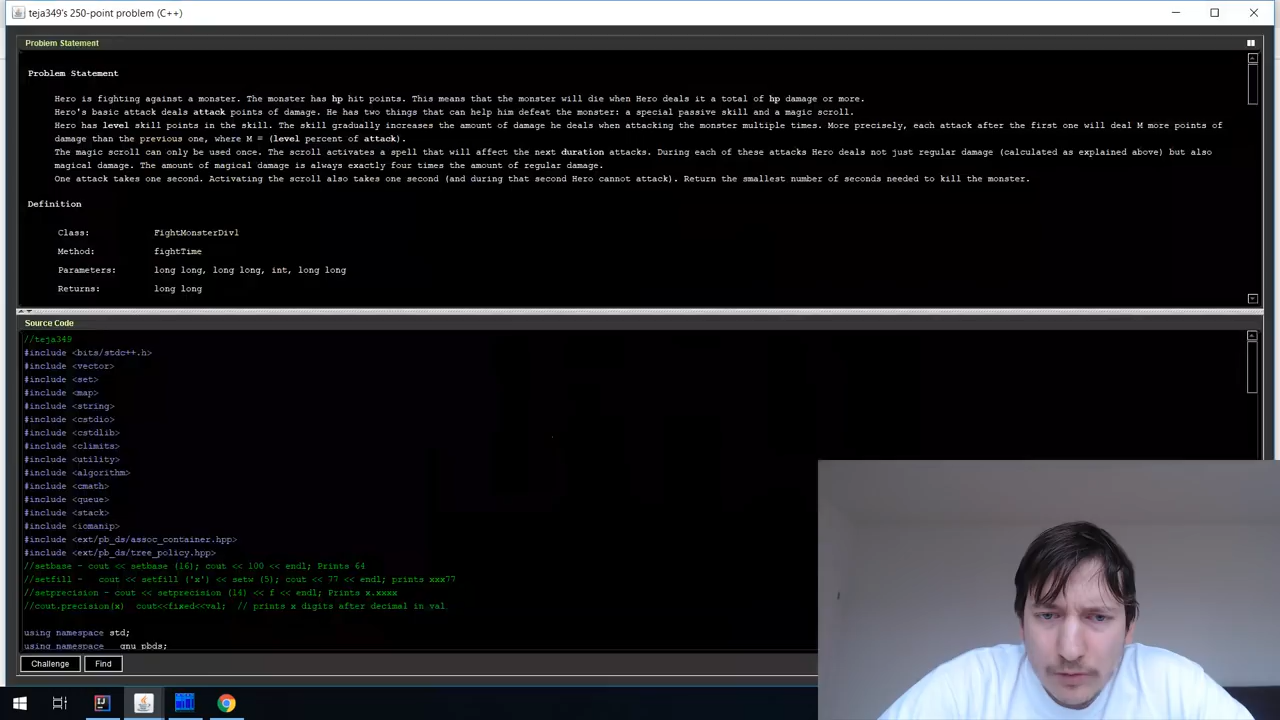 teja349's 250-point problem (C++)
Problem Statement
Problem Statement
Hero is fighting against a monster. The monster has hp hit points. This means that the monster will die when Hero deals it a total of hp damage or more.
Hero's basic attack deals attack points of damage. He has two things that can help him defeat the monster: a special passive skill and a magic scroll.
Hero has level skill points in the skill. The skill gradually increases the amount of damage he deals when attacking the monster multiple times. More precisely, each attack after the first one will deal M more points of
damage than the previous one, where M = (level percent of attack).
The magic scroll can only be used once. The scroll activates a spell that will affect the next duration attacks. During each of these attacks Hero deals not just regular damage (calculated as explained above) but also
magical damage. The amount of magical damage is always exactly four times the amount of regular damage.
One attack takes one second. Activating the scroll also takes one second (and during that second Hero cannot attack). Return the smallest number of seconds needed to kill the monster.
Definition
Class: FightMonsterDiv1
Method: fightTime
Parameters: long long, long long, int, long long
Returns: long long
Source Code
//teja349
#include <bits/stdc++.h>
#include <vector>
#include <set>
#include <map>
#include <string>
#include <cstdio>
#include <cstdlib>
#include <climits>
#include <utility>
#include <algorithm>
#include <cmath>
#include <queue>
#include <stack>
#include <iomanip>
#include <ext/pb_ds/assoc_container.hpp>
#include <ext/pb_ds/tree_policy.hpp>
//setbase - cout << setbase (16); cout << 100 << endl; Prints 64
//setfill - cout << setfill ('x') << setw (5); cout << 77 << endl; prints xxx77
//setprecision - cout << setprecision (14) << f << endl; Prints x.xxxx
//cout.precision(x) cout<<fixed<<val; // prints x digits after decimal in val
using namespace std;
using namespace __gnu_pbds;
Challenge Find